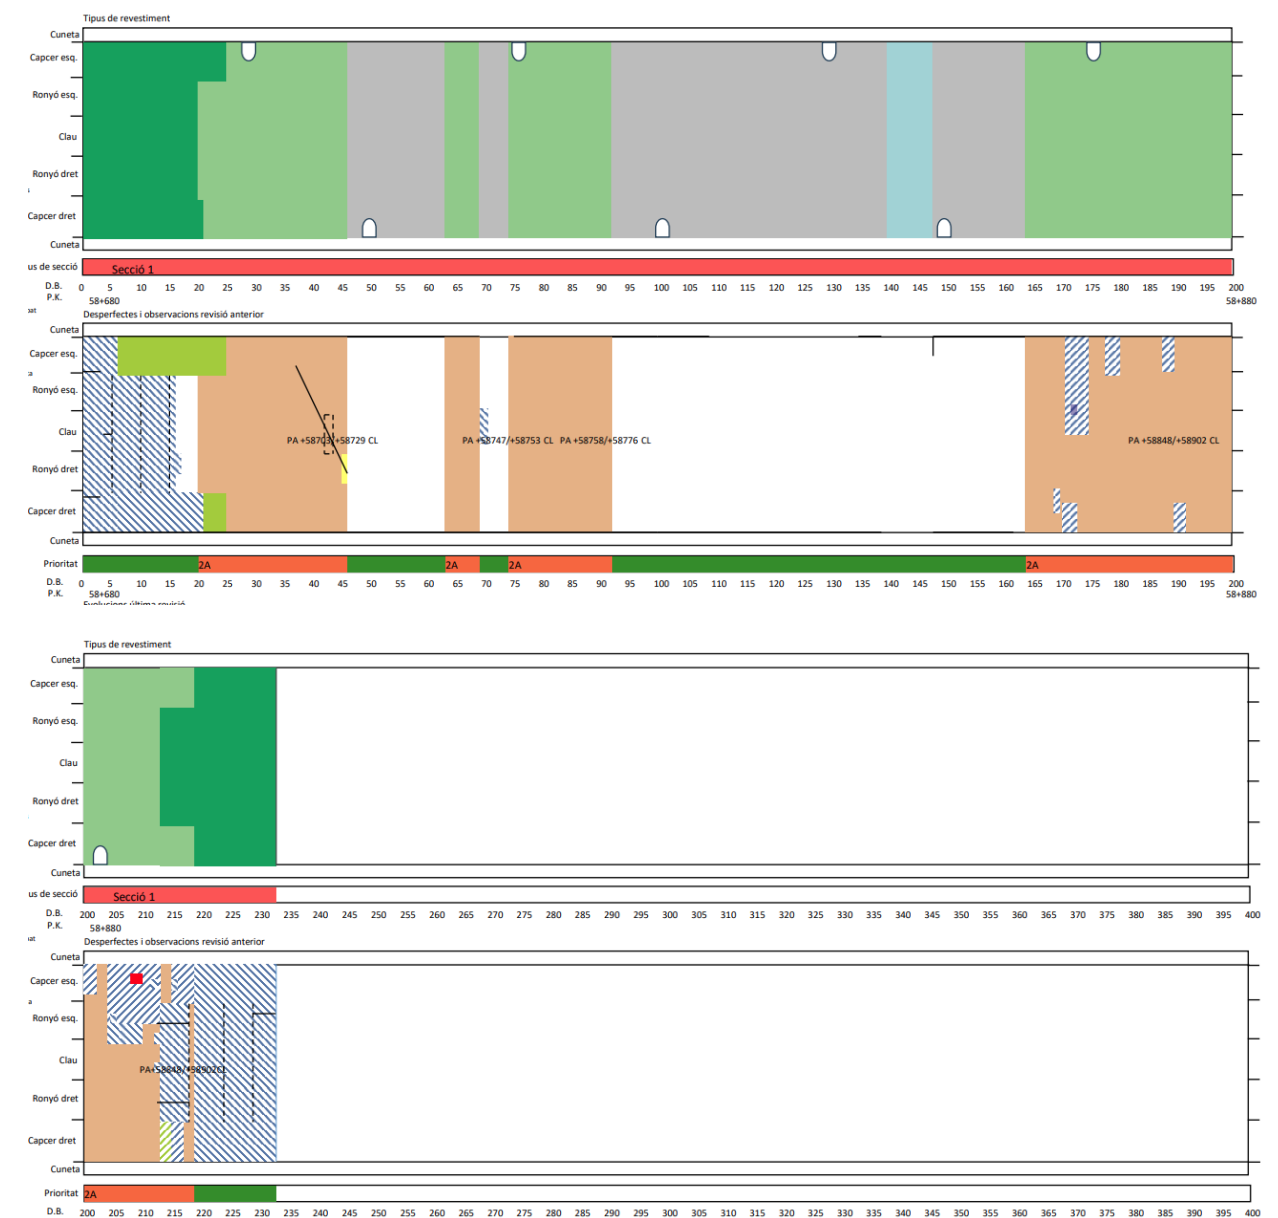 Tipus de revestiment
Cuneta
Capcer esq.
Ronyó esq.
Clau
Ronyó dret
Capcer dret
Cuneta
us de secció Secció 1
D.B. 0 5 10 15 20 25 30 35 40 45 50 55 60 65 70 75 80 85 90 95 100 105 110 115 120 125 130 135 140 145 150 155 160 165 170 175 180 185 190 195 200
P.K. 58+680 58+880
Desperfectes i observacions revisió anterior
Cuneta
Capcer esq.
Ronyó esq.
Clau PA +58703/+58729 CL PA +58747/+58753 CL PA +58758/+58776 CL PA +58848/+58902 CL
Ronyó dret
Capcer dret
Cuneta
Prioritat 2A 2A 2A 2A
D.B. 0 5 10 15 20 25 30 35 40 45 50 55 60 65 70 75 80 85 90 95 100 105 110 115 120 125 130 135 140 145 150 155 160 165 170 175 180 185 190 195 200
P.K. 58+680 58+880
Evolucions última revisió
Tipus de revestiment
Cuneta
Capcer esq.
Ronyó esq.
Clau
Ronyó dret
Capcer dret
Cuneta
us de secció Secció 1
D.B. 200 205 210 215 220 225 230 235 240 245 250 255 260 265 270 275 280 285 290 295 300 305 310 315 320 325 330 335 340 345 350 355 360 365 370 375 380 385 390 395 400
P.K. 58+880
Desperfectes i observacions revisió anterior
Cuneta
Capcer esq.
Ronyó esq.
Clau
PA+58848/+58902CL
Ronyó dret
Capcer dret
Cuneta
Prioritat 2A
D.B. 200 205 210 215 220 225 230 235 240 245 250 255 260 265 270 275 280 285 290 295 300 305 310 315 320 325 330 335 340 345 350 355 360 365 370 375 380 385 390 395 400